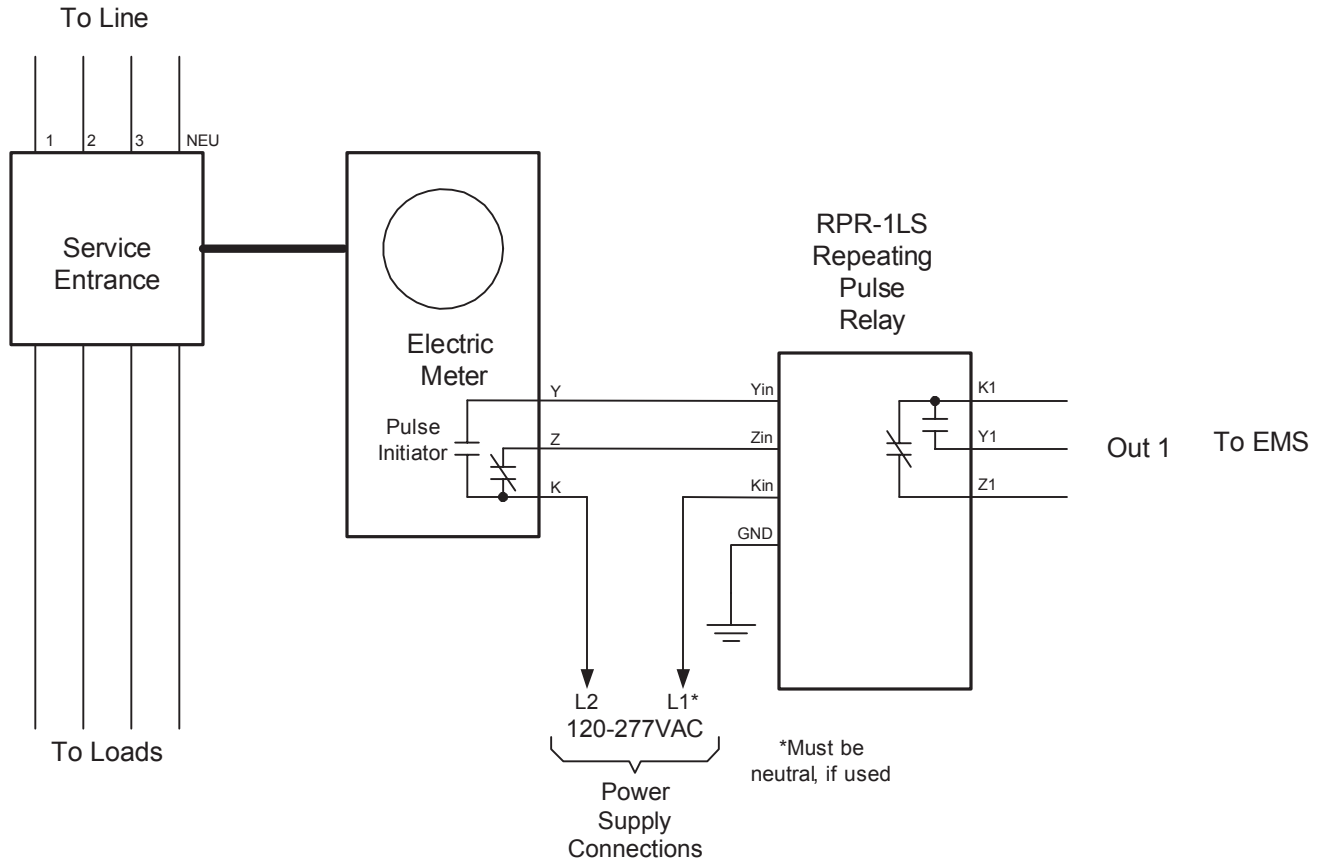 To Line
1
2
3
NEU
Service
Entrance
To Loads
Electric
Meter
Pulse
Initiator
Y
Z
K
RPR-1LS
Repeating
Pulse
Relay
Yin
Zin
Kin
GND
K1
Y1
Z1
Out 1
To EMS
L2
L1*
120-277VAC
*Must be
neutral, if used
Power
Supply
Connections